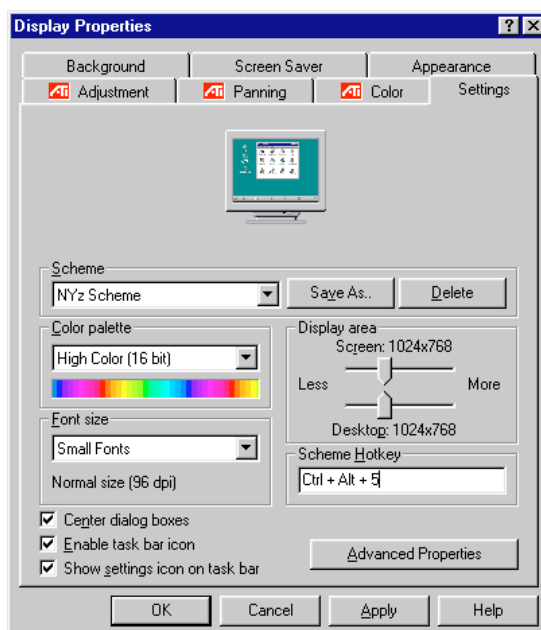 Display Properties
Background Screen Saver Appearance
ATI Adjustment ATI Panning ATI Color Settings
Scheme
NYz Scheme Save As.. Delete
Color palette
High Color (16 bit)
Display area
Screen: 1024x768
Less More
Desktop: 1024x768
Font size
Small Fonts
Normal size (96 dpi)
Scheme Hotkey
Ctrl + Alt + 5
Center dialog boxes
Enable task bar icon
Show settings icon on task bar
Advanced Properties
OK Cancel Apply Help